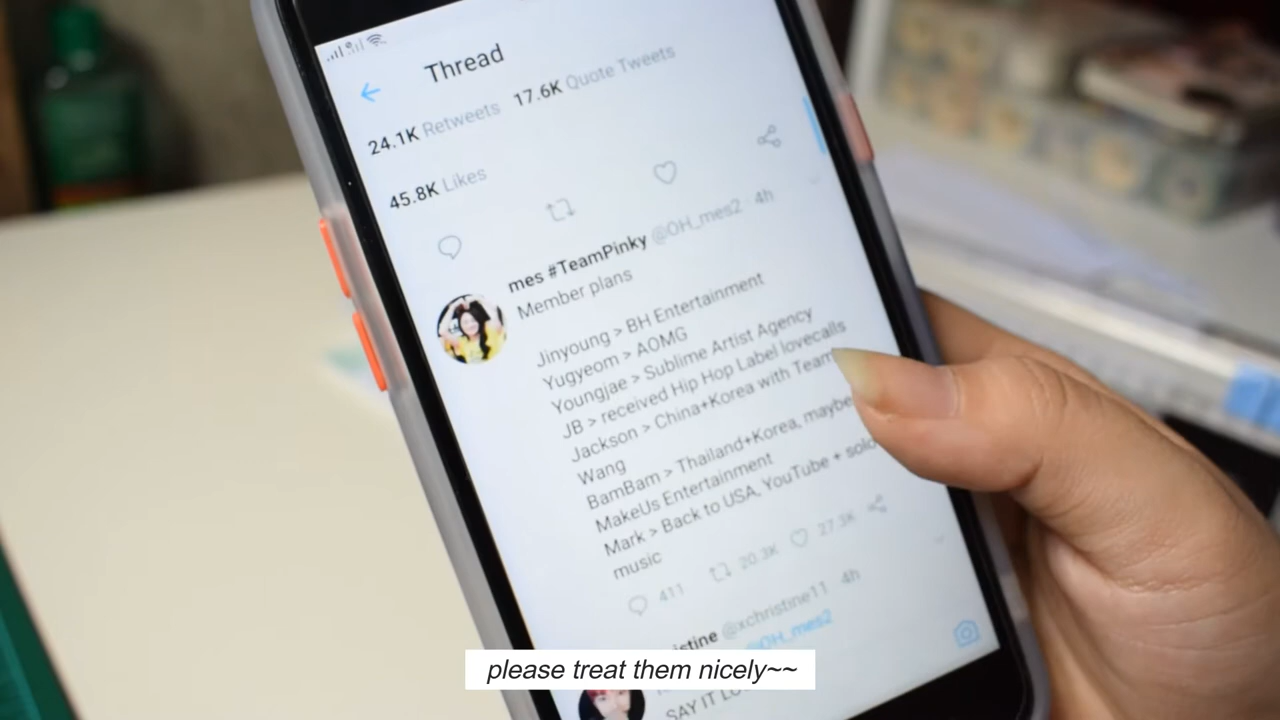 Thread
24.1K Retweets 17.6K Quote Tweets
45.8K Likes
mes #TeamPinky @OH_mes2 · 4h
Member plans
Jinyoung > BH Entertainment
Yugyeom > AOMG
Youngjae > Sublime Artist Agency
JB > received Hip Hop Label lovecalls
Jackson > China+Korea with Team
Wang
BamBam > Thailand+Korea, maybe
MakeUs Entertainment
Mark > Back to USA, YouTube + solo
music
411 20.3K 27.3K
@xchristine11 · 4h
@OH_mes2
SAY IT
please treat them nicely~~